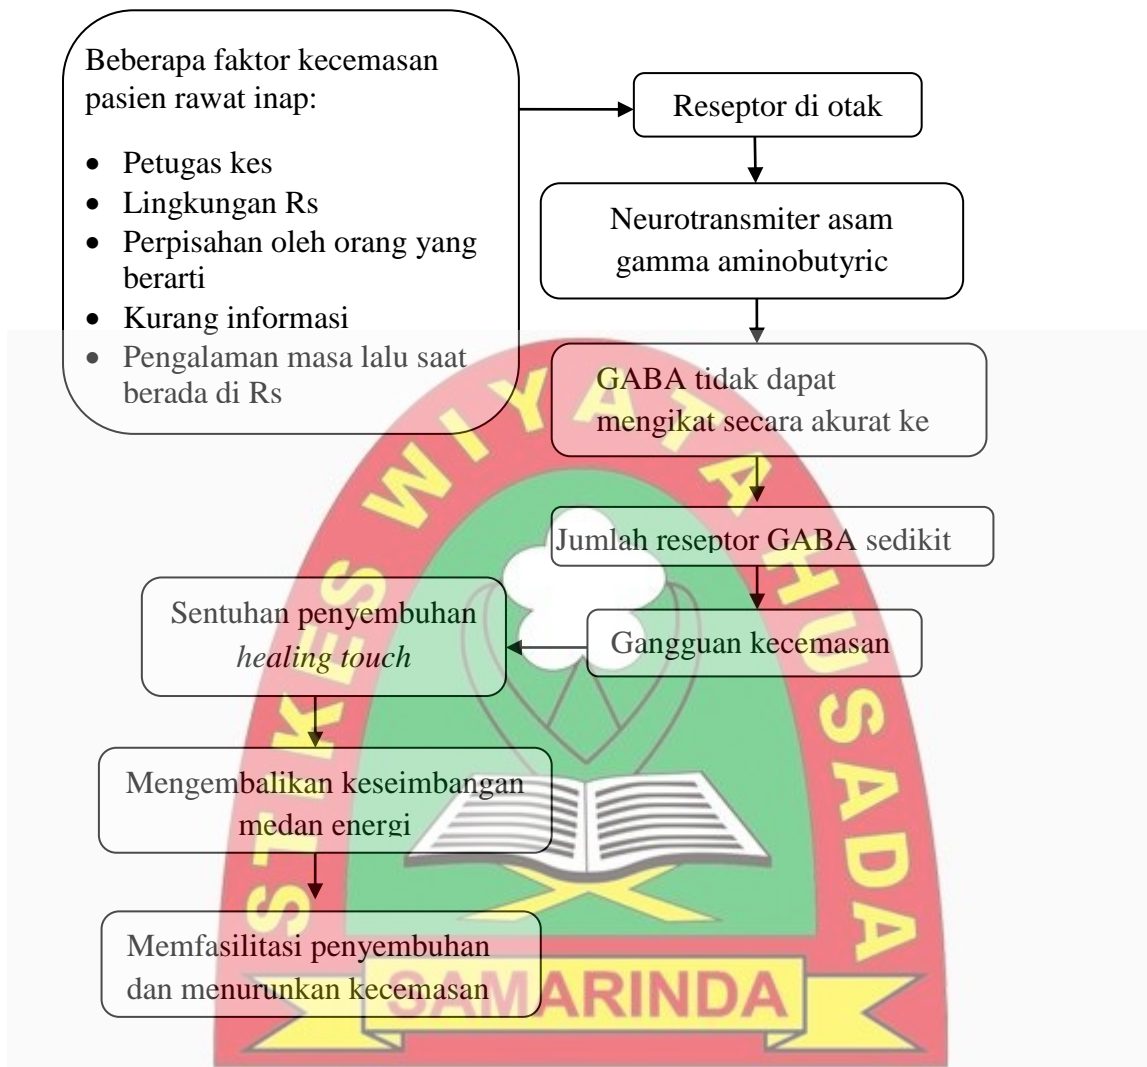 Beberapa faktor kecemasan
pasien rawat inap:
• Petugas kes
• Lingkungan Rs
• Perpisahan oleh orang yang
berarti
• Kurang informasi
• Pengalaman masa lalu saat
berada di Rs
Reseptor di otak
Neurotransmiter asam
gamma aminobutyric
GABA tidak dapat
mengikat secara akurat ke
Jumlah reseptor GABA sedikit
Gangguan kecemasan
Sentuhan penyembuhan
healing touch
Mengembalikan keseimbangan
medan energi
Memfasilitasi penyembuhan
dan menurunkan kecemasan
STIKES WIYATA HUSADA
SAMARINDA